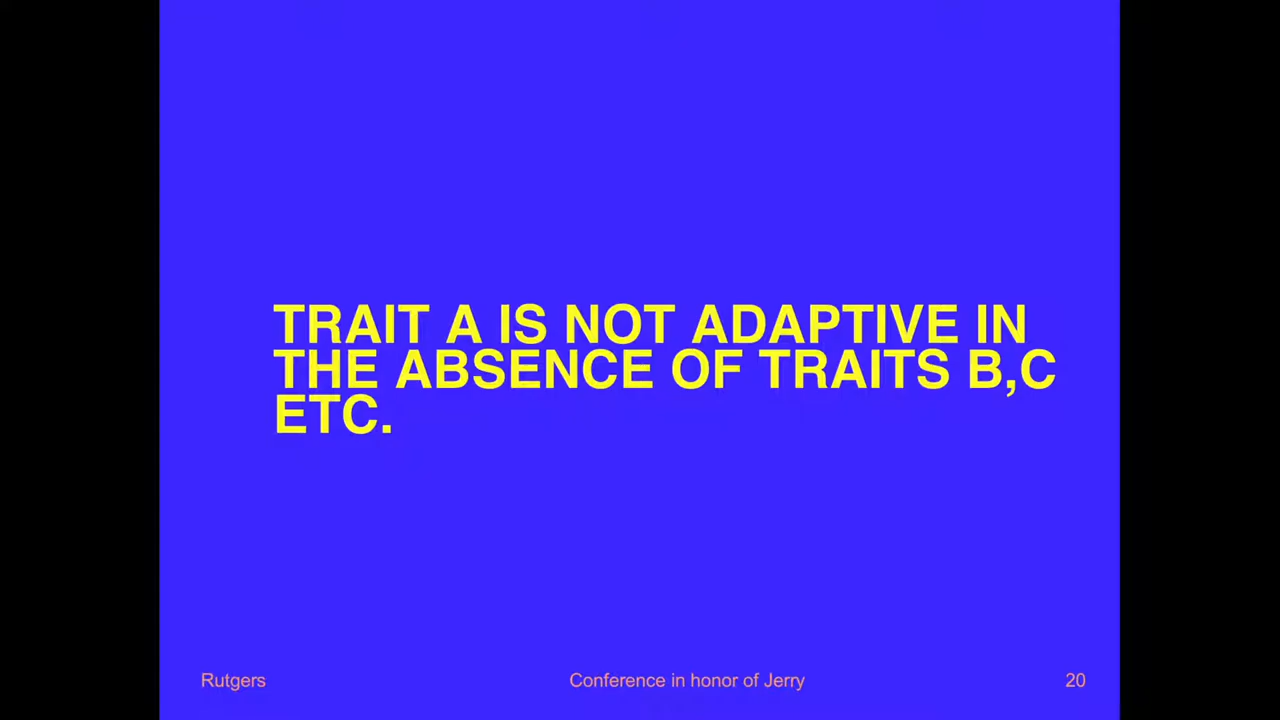 TRAIT A IS NOT ADAPTIVE IN
THE ABSENCE OF TRAITS B,C
ETC.
Rutgers
Conference in honor of Jerry
20